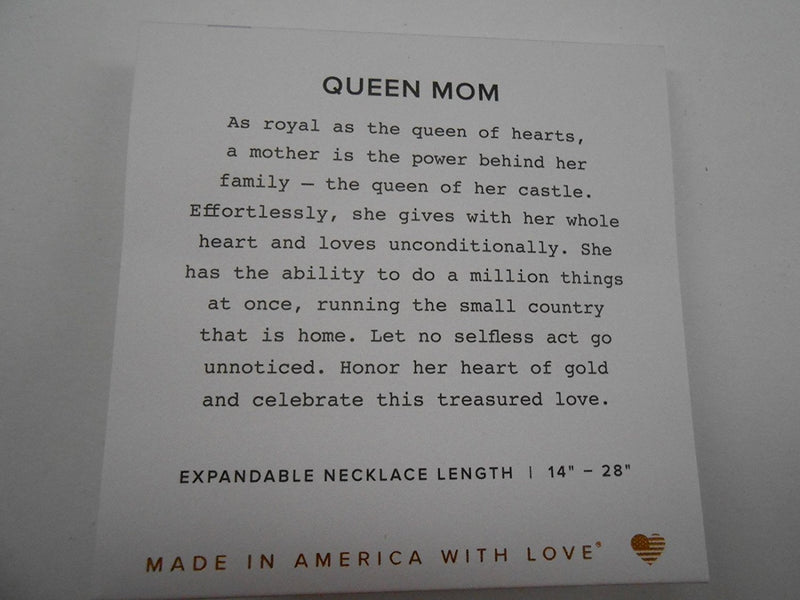 QUEEN MOM
As royal as the queen of hearts,
a mother is the power behind her
family — the queen of her castle.
Effortlessly, she gives with her whole
heart and loves unconditionally. She
has the ability to do a million things
at once, running the small country
that is home. Let no selfless act go
unnoticed. Honor her heart of gold
and celebrate this treasured love.
EXPANDABLE NECKLACE LENGTH | 14" – 28"
MADE IN AMERICA WITH LOVE®